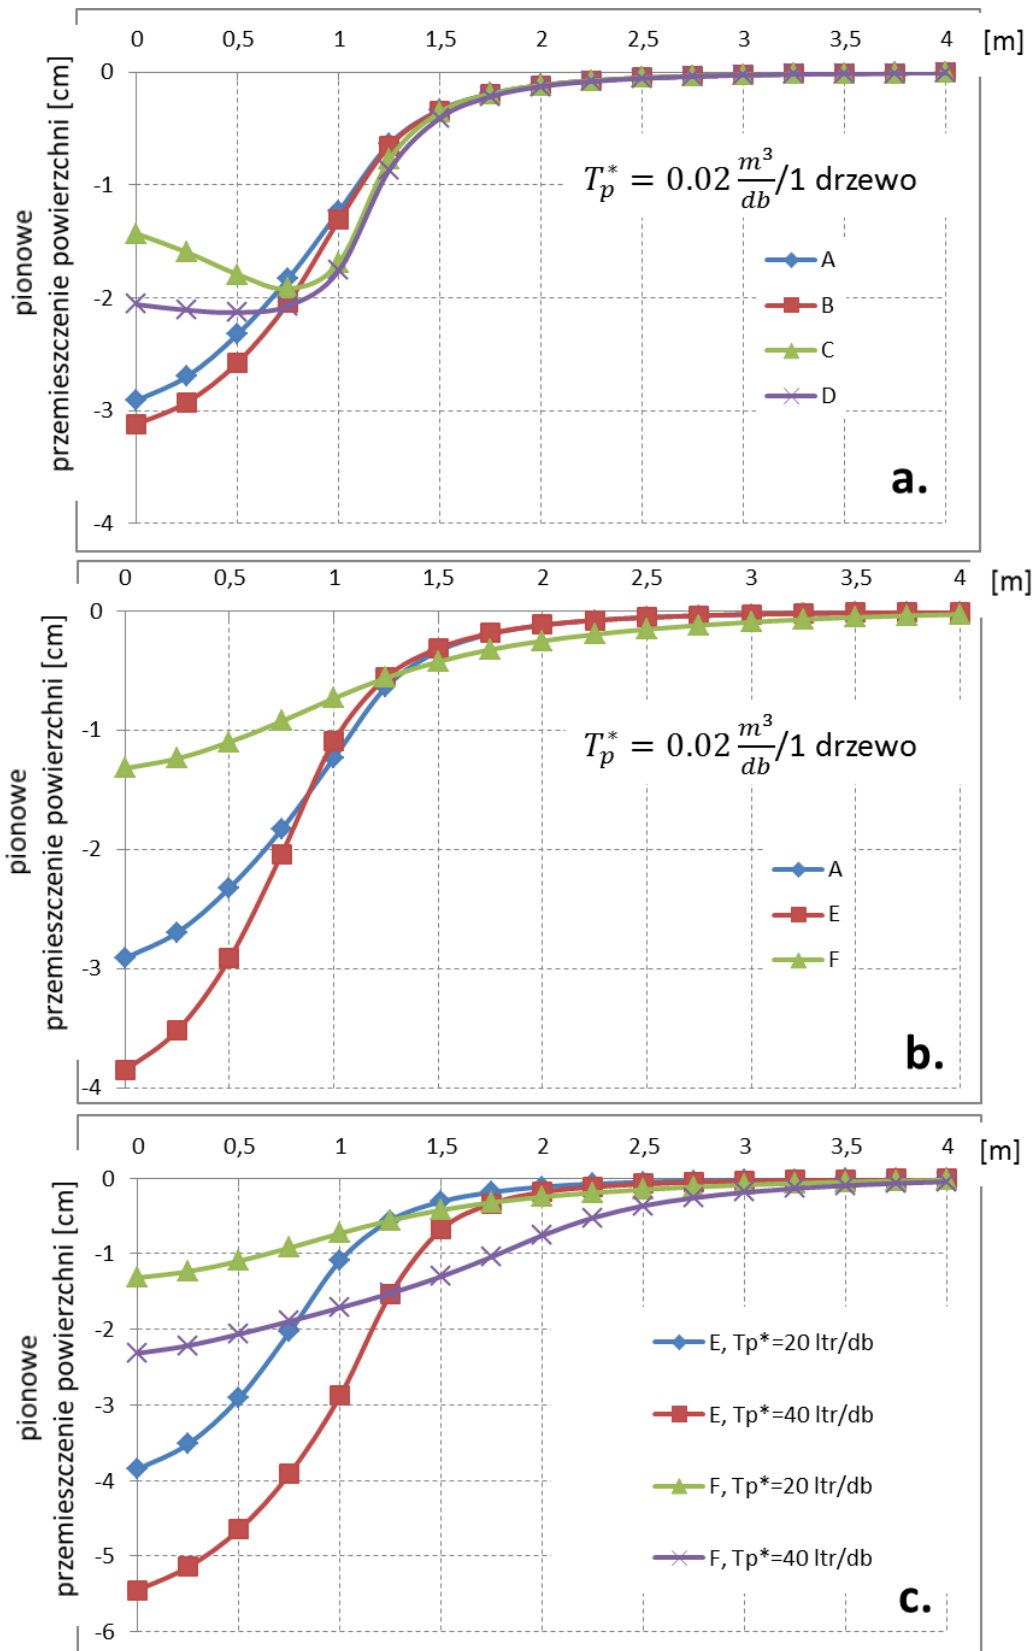 0 0,5 1 1,5 2 2,5 3 3,5 4 [m]
0
-1
-2
-3
-4
pionowe
przemieszczenie powierzchni [cm]
T_p^* = 0.02 m^3/db /1 drzewo
A
B
C
D
a.
0 0,5 1 1,5 2 2,5 3 3,5 4 [m]
0
-1
-2
-3
-4
pionowe
przemieszczenie powierzchni [cm]
T_p^* = 0.02 m^3/db /1 drzewo
A
E
F
b.
0 0,5 1 1,5 2 2,5 3 3,5 4 [m]
0
-1
-2
-3
-4
-5
-6
pionowe
przemieszczenie powierzchni [cm]
E, Tp*=20 ltr/db
E, Tp*=40 ltr/db
F, Tp*=20 ltr/db
F, Tp*=40 ltr/db
c.